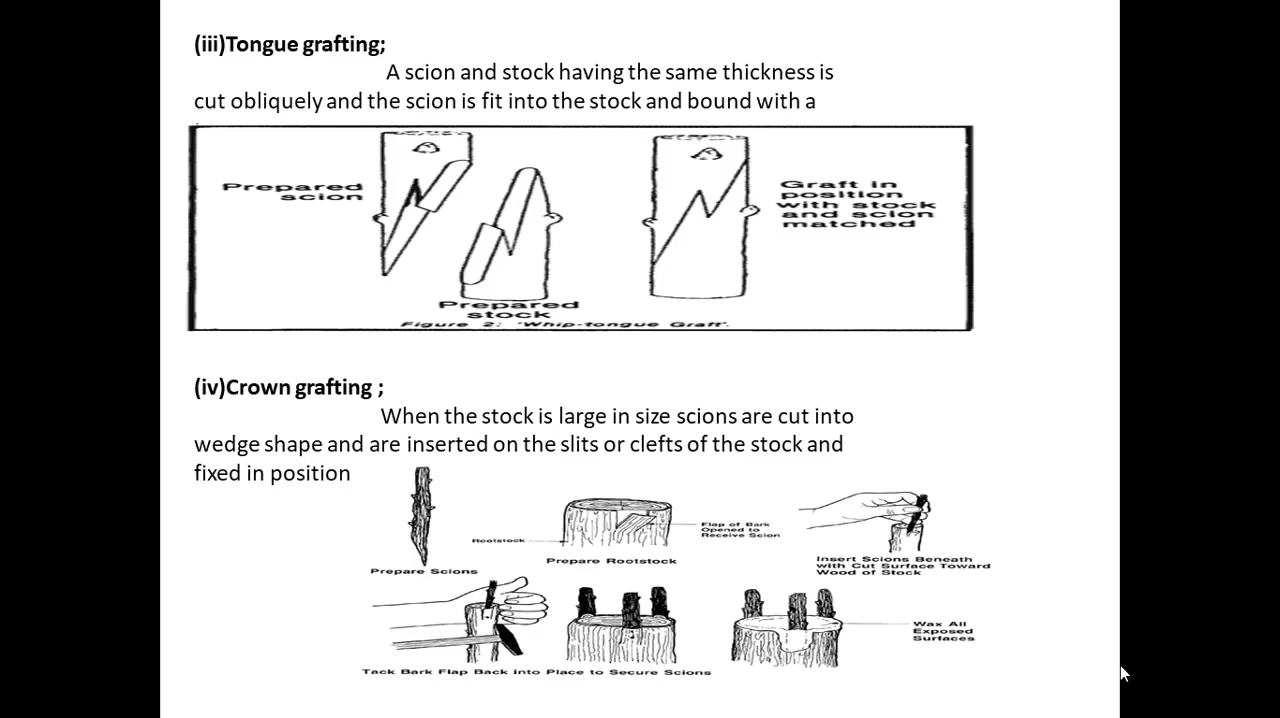 (iii)Tongue grafting;
A scion and stock having the same thickness is
cut obliquely and the scion is fit into the stock and bound with a
Prepared
scion
Prepared
stock
Graft in
position
with stock
and scion
matched
Figure 2: 'Whip-tongue Graft'.
(iv)Crown grafting ;
When the stock is large in size scions are cut into
wedge shape and are inserted on the slits or clefts of the stock and
fixed in position
Prepare Scions
Rootstock
Flap of Bark
Opened to
Receive Scion
Prepare Rootstock
Insert Scions Beneath
with Cut Surface Toward
Wood of Stock
Tack Bark Flap Back into Place to Secure Scions
Wax All
Exposed
Surfaces